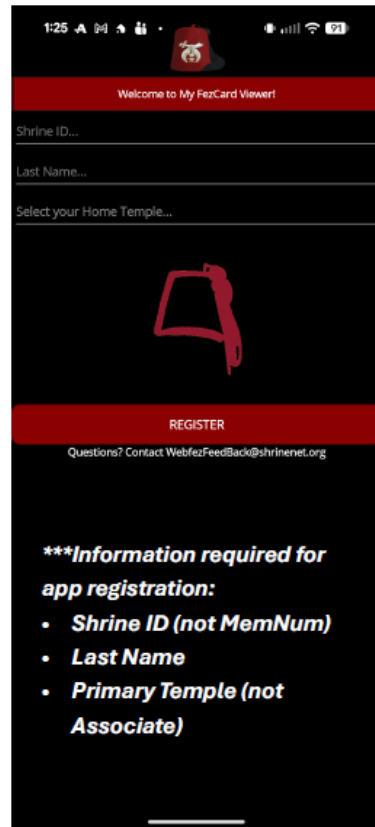 1:25
91
Welcome to My FezCard Viewer!
Shrine ID...
Last Name...
Select your Home Temple...
REGISTER
Questions? Contact WebfezFeedBack@shrinenet.org
***Information required for
app registration:
• Shrine ID (not MemNum)
• Last Name
• Primary Temple (not
Associate)